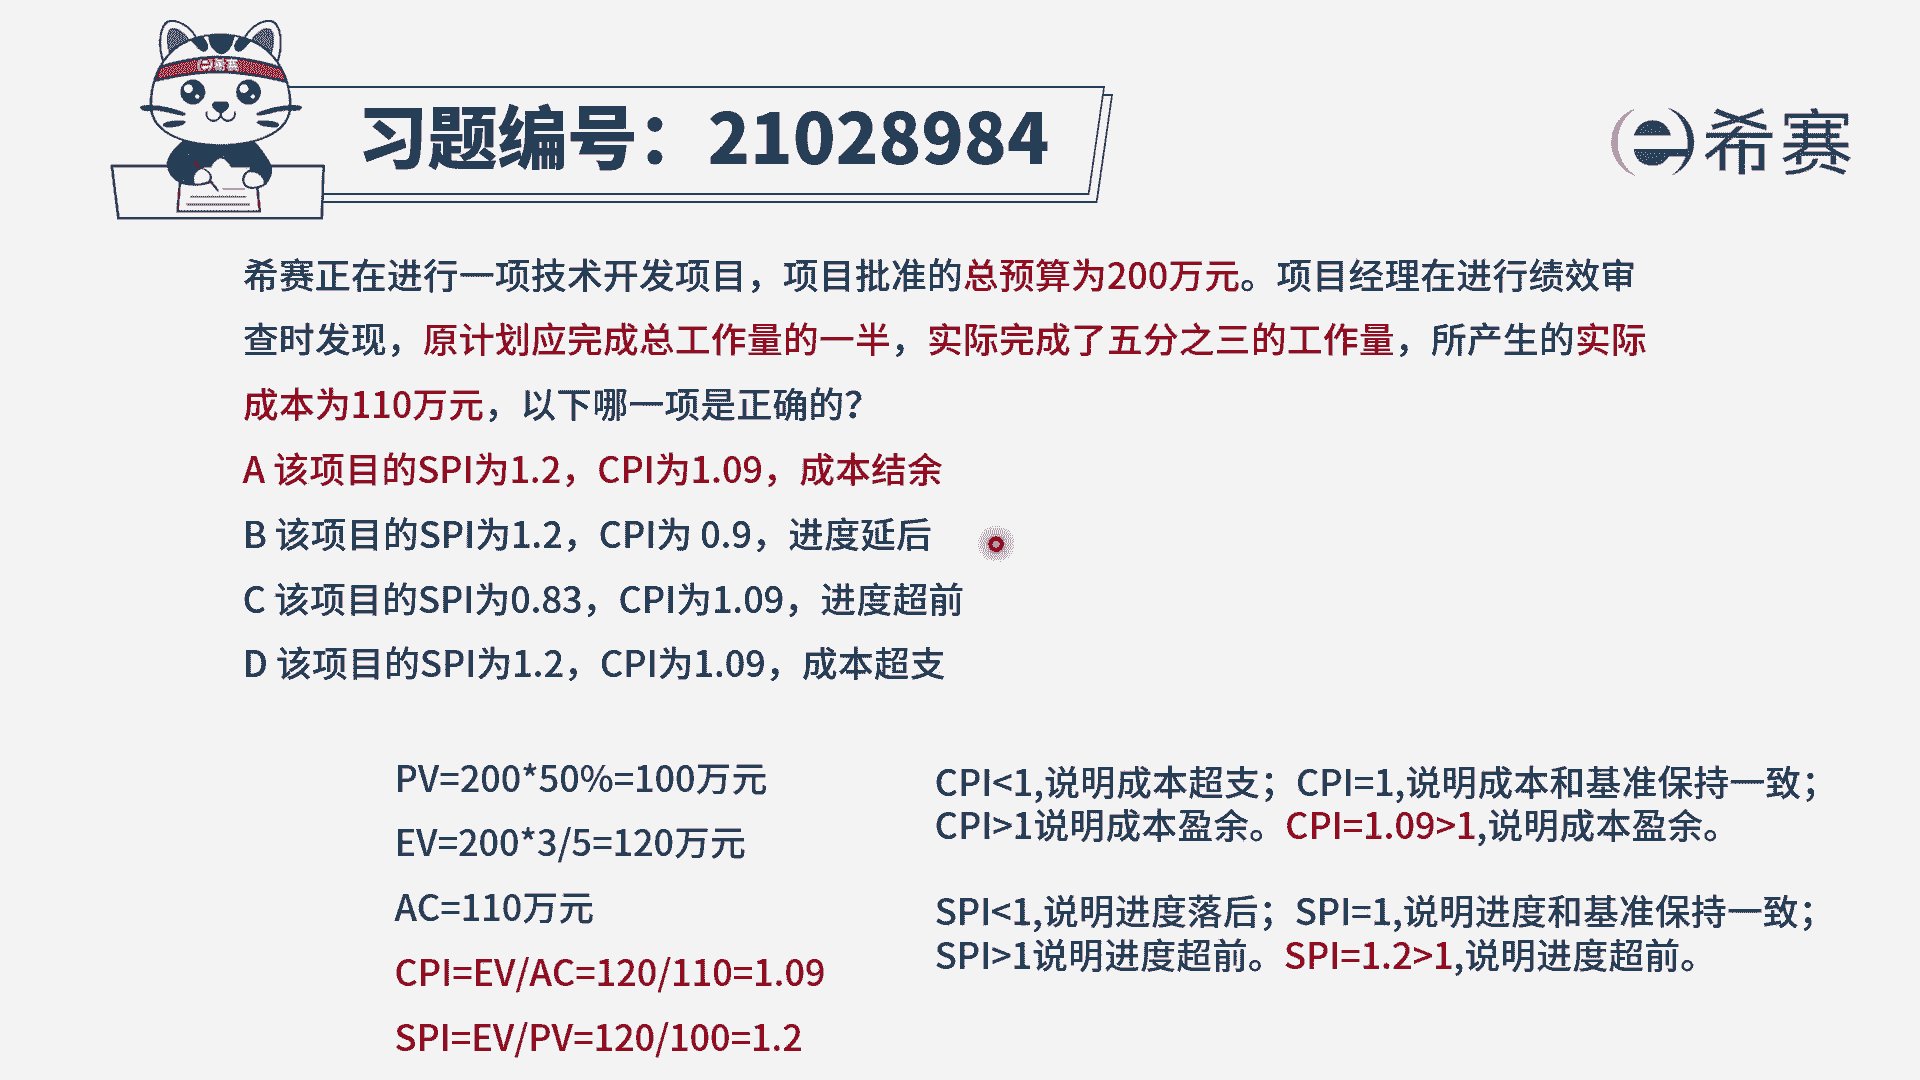 希赛
习题编号：21028984
希赛
希赛正在进行一项技术开发项目，项目批准的总预算为200万元。项目经理在进行绩效审
查时发现，原计划应完成总工作量的一半，实际完成了五分之三的工作量，所产生的实际
成本为110万元，以下哪一项是正确的？
A 该项目的SPI为1.2，CPI为1.09，成本结余
B 该项目的SPI为1.2，CPI为 0.9，进度延后
C 该项目的SPI为0.83，CPI为1.09，进度超前
D 该项目的SPI为1.2，CPI为1.09，成本超支
PV=200*50%=100万元
EV=200*3/5=120万元
AC=110万元
CPI=EV/AC=120/110=1.09
SPI=EV/PV=120/100=1.2
CPI<1,说明成本超支；CPI=1,说明成本和基准保持一致；
CPI>1说明成本盈余。CPI=1.09>1,说明成本盈余。
SPI<1,说明进度落后；SPI=1,说明进度和基准保持一致；
SPI>1说明进度超前。SPI=1.2>1,说明进度超前。